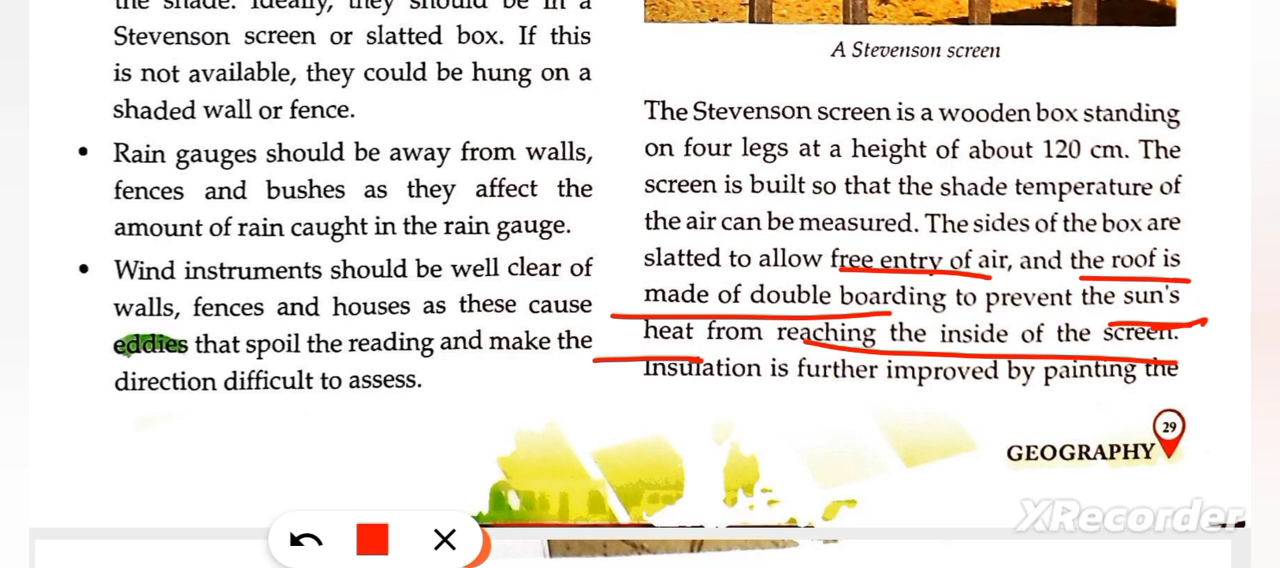 the shade. Ideally, they should be in a
Stevenson screen or slatted box. If this
is not available, they could be hung on a
shaded wall or fence.
• Rain gauges should be away from walls,
fences and bushes as they affect the
amount of rain caught in the rain gauge.
• Wind instruments should be well clear of
walls, fences and houses as these cause
eddies that spoil the reading and make the
direction difficult to assess.
A Stevenson screen
The Stevenson screen is a wooden box standing
on four legs at a height of about 120 cm. The
screen is built so that the shade temperature of
the air can be measured. The sides of the box are
slatted to allow free entry of air, and the roof is
made of double boarding to prevent the sun's
heat from reaching the inside of the screen.
Insulation is further improved by painting the
29
GEOGRAPHY
XRecorder